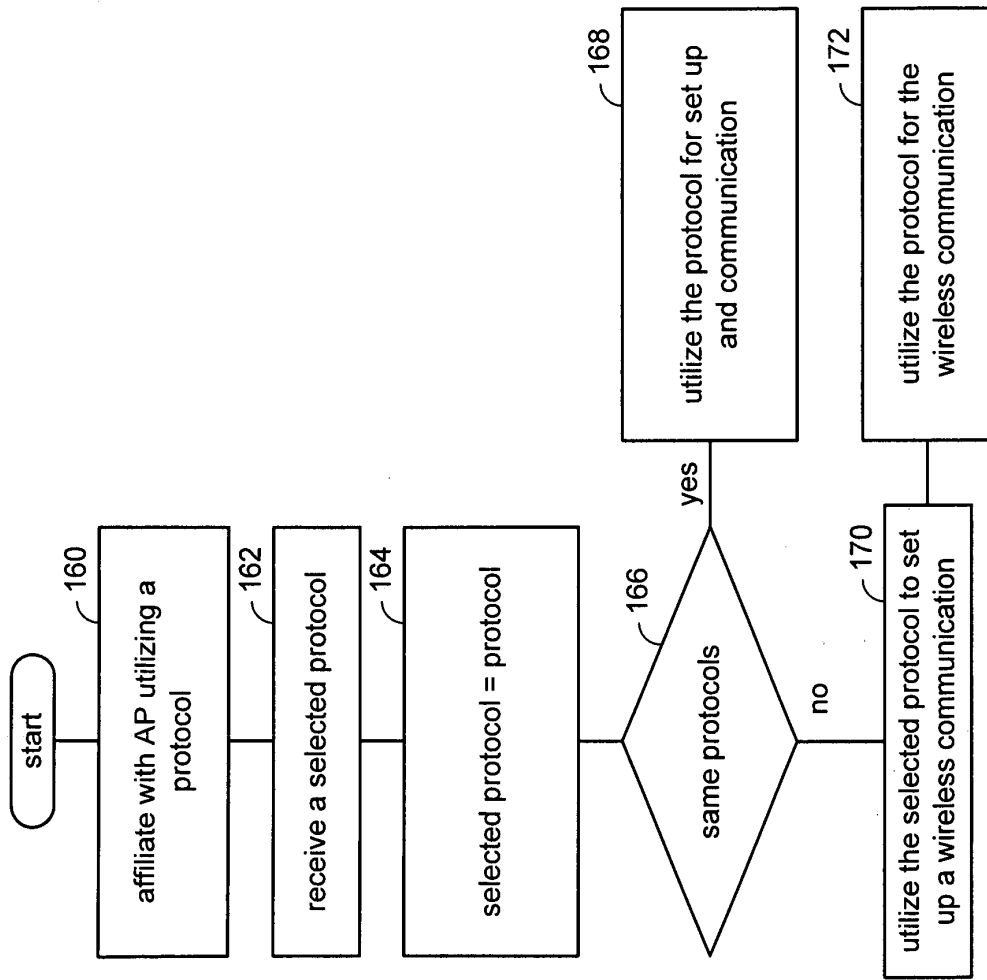 start
160
affiliate with AP utilizing a
protocol
162
receive a selected protocol
164
selected protocol = protocol
166
same protocols
yes
no
168
utilize the protocol for set up
and communication
170
utilize the selected protocol to set
up a wireless communication
172
utilize the protocol for the
wireless communication